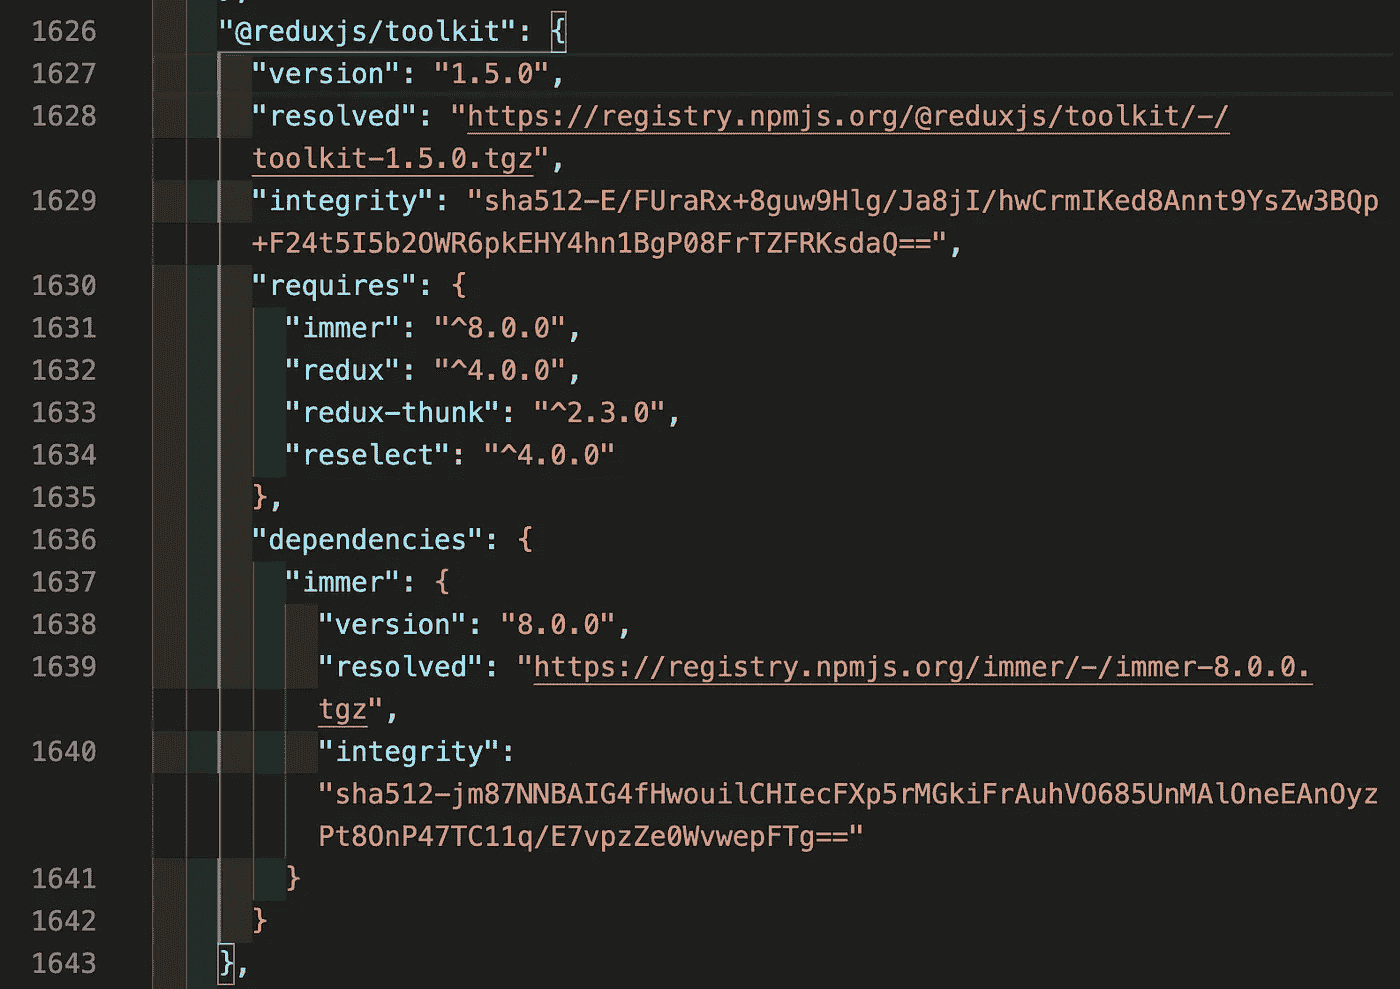 1626 "@reduxjs/toolkit": {
1627 "version": "1.5.0",
1628 "resolved": "https://registry.npmjs.org/@reduxjs/toolkit/-/
toolkit-1.5.0.tgz",
1629 "integrity": "sha512-E/FUraRx+8guw9Hlg/Ja8jI/hwCrmIKed8Annt9YsZw3BQp
+F24t5I5b2OWR6pkEHY4hn1BgP08FrTZFRKsdaQ==",
1630 "requires": {
1631 "immer": "^8.0.0",
1632 "redux": "^4.0.0",
1633 "redux-thunk": "^2.3.0",
1634 "reselect": "^4.0.0"
1635 },
1636 "dependencies": {
1637 "immer": {
1638 "version": "8.0.0",
1639 "resolved": "https://registry.npmjs.org/immer/-/immer-8.0.0.
tgz",
1640 "integrity":
"sha512-jm87NNBAIG4fHwouilCHIecFXp5rMGkiFrAuhVO685UnMAlOneEAnOyz
Pt8OnP47TC11q/E7vpzZe0WvwepFTg=="
1641 }
1642 }
1643 },